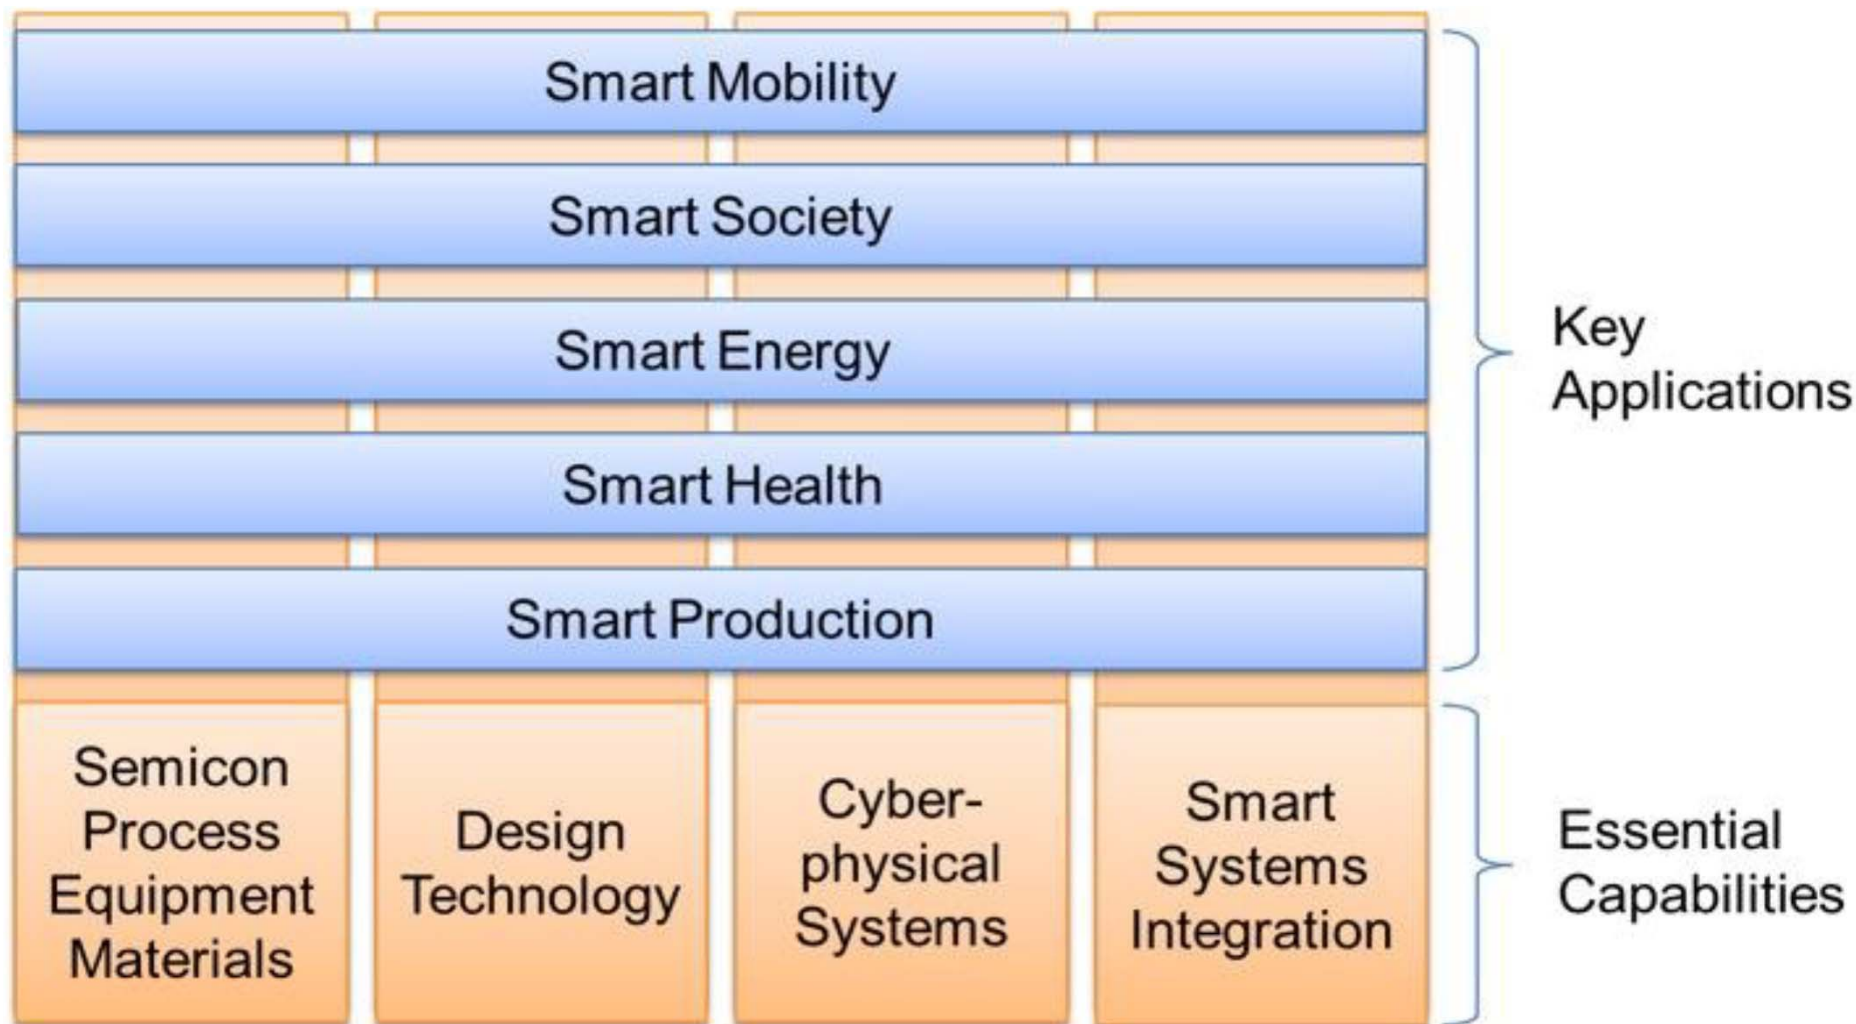 Smart Mobility
Smart Society
Smart Energy
Smart Health
Smart Production
Key
Applications
Semicon
Process
Equipment
Materials
Design
Technology
Cyber-
physical
Systems
Smart
Systems
Integration
Essential
Capabilities